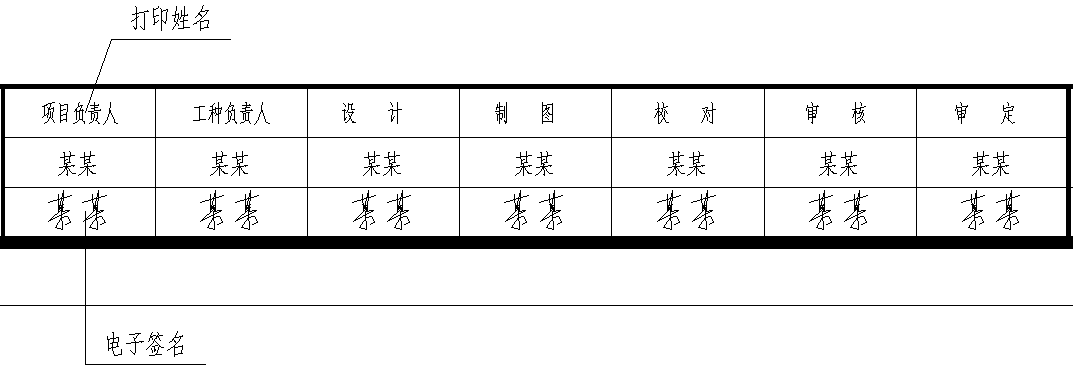 打印姓名
项目负责人 工种负责人 设 计 制 图 校 对 审 核 审 定
某某 某某 某某 某某 某某 某某 某某
某某 某某 某某 某某 某某 某某 某某
电子签名